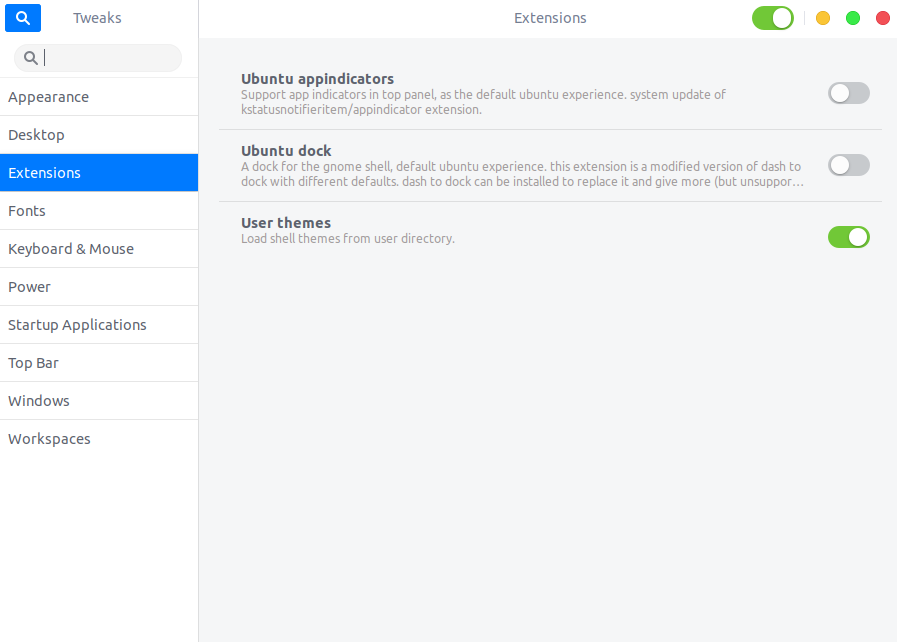 Tweaks
Extensions
Appearance
Desktop
Extensions
Fonts
Keyboard & Mouse
Power
Startup Applications
Top Bar
Windows
Workspaces
Ubuntu appindicators
Support app indicators in top panel, as the default ubuntu experience. system update of
kstatusnotifieritem/appindicator extension.
Ubuntu dock
A dock for the gnome shell, default ubuntu experience. this extension is a modified version of dash to
dock with different defaults. dash to dock can be installed to replace it and give more (but unsuppor...
User themes
Load shell themes from user directory.